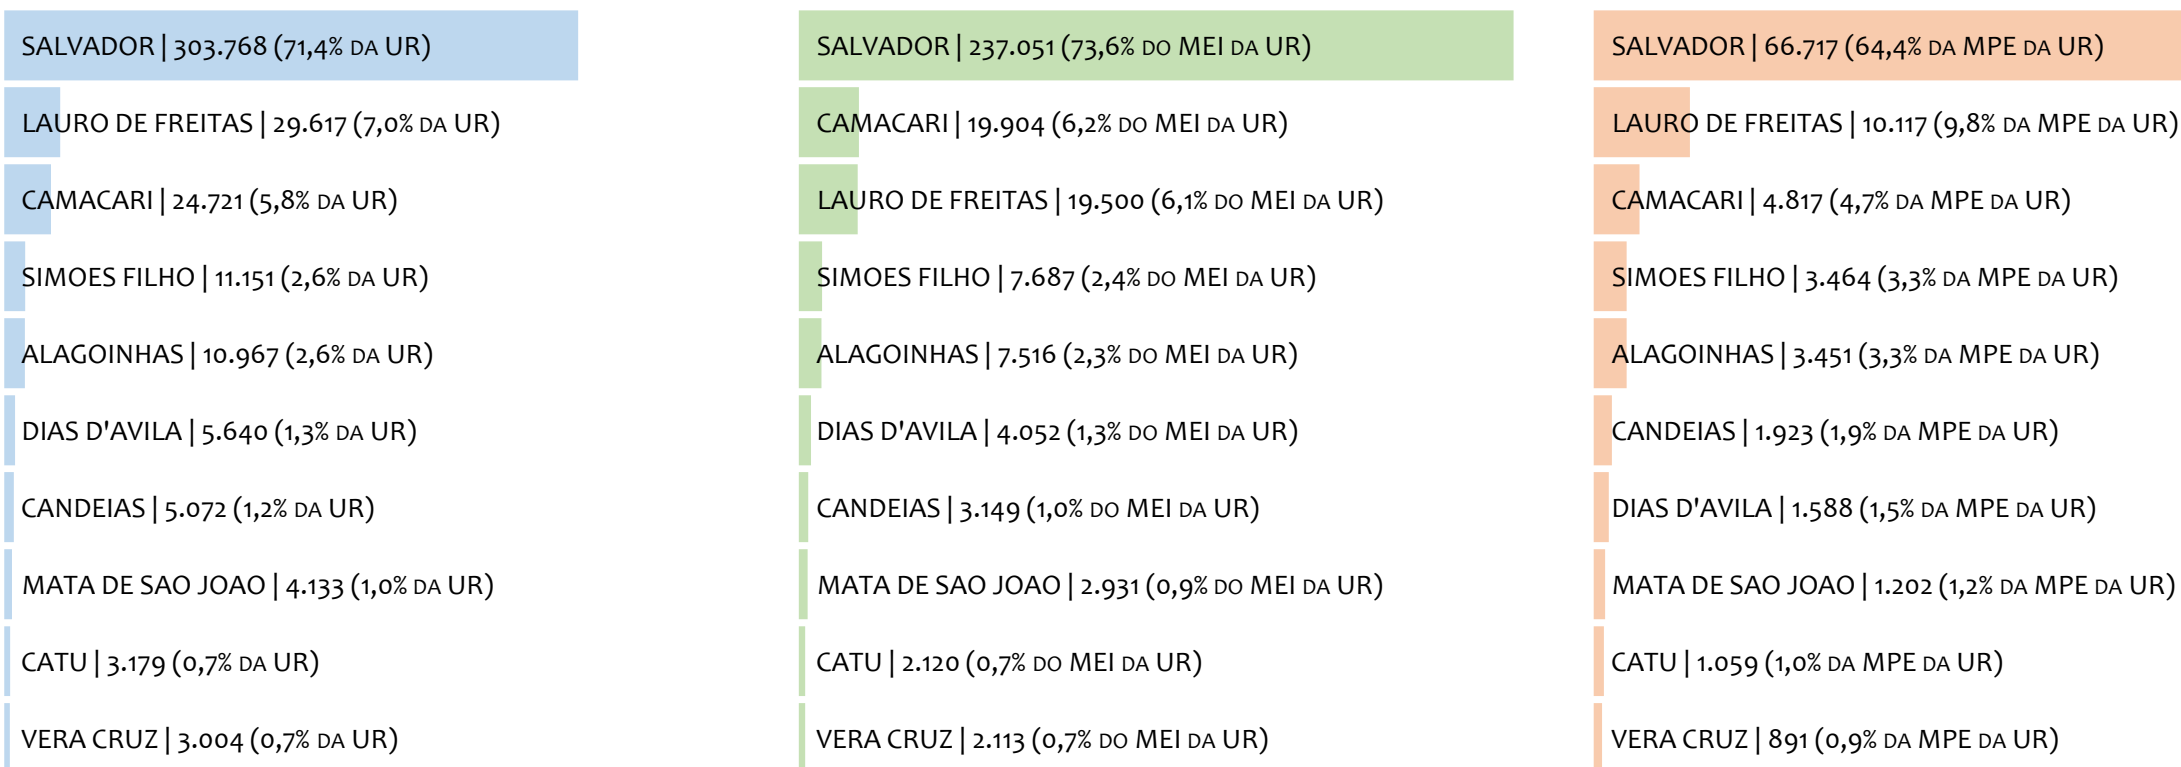 SALVADOR | 303.768 (71,4% DA UR)
LAURO DE FREITAS | 29.617 (7,0% DA UR)
CAMACARI | 24.721 (5,8% DA UR)
SIMOES FILHO | 11.151 (2,6% DA UR)
ALAGOINHAS | 10.967 (2,6% DA UR)
DIAS D'AVILA | 5.640 (1,3% DA UR)
CANDEIAS | 5.072 (1,2% DA UR)
MATA DE SAO JOAO | 4.133 (1,0% DA UR)
CATU | 3.179 (0,7% DA UR)
VERA CRUZ | 3.004 (0,7% DA UR)
SALVADOR | 237.051 (73,6% DO MEI DA UR)
CAMACARI | 19.904 (6,2% DO MEI DA UR)
LAURO DE FREITAS | 19.500 (6,1% DO MEI DA UR)
SIMOES FILHO | 7.687 (2,4% DO MEI DA UR)
ALAGOINHAS | 7.516 (2,3% DO MEI DA UR)
DIAS D'AVILA | 4.052 (1,3% DO MEI DA UR)
CANDEIAS | 3.149 (1,0% DO MEI DA UR)
MATA DE SAO JOAO | 2.931 (0,9% DO MEI DA UR)
CATU | 2.120 (0,7% DO MEI DA UR)
VERA CRUZ | 2.113 (0,7% DO MEI DA UR)
SALVADOR | 66.717 (64,4% DA MPE DA UR)
LAURO DE FREITAS | 10.117 (9,8% DA MPE DA UR)
CAMACARI | 4.817 (4,7% DA MPE DA UR)
SIMOES FILHO | 3.464 (3,3% DA MPE DA UR)
ALAGOINHAS | 3.451 (3,3% DA MPE DA UR)
CANDEIAS | 1.923 (1,9% DA MPE DA UR)
DIAS D'AVILA | 1.588 (1,5% DA MPE DA UR)
MATA DE SAO JOAO | 1.202 (1,2% DA MPE DA UR)
CATU | 1.059 (1,0% DA MPE DA UR)
VERA CRUZ | 891 (0,9% DA MPE DA UR)